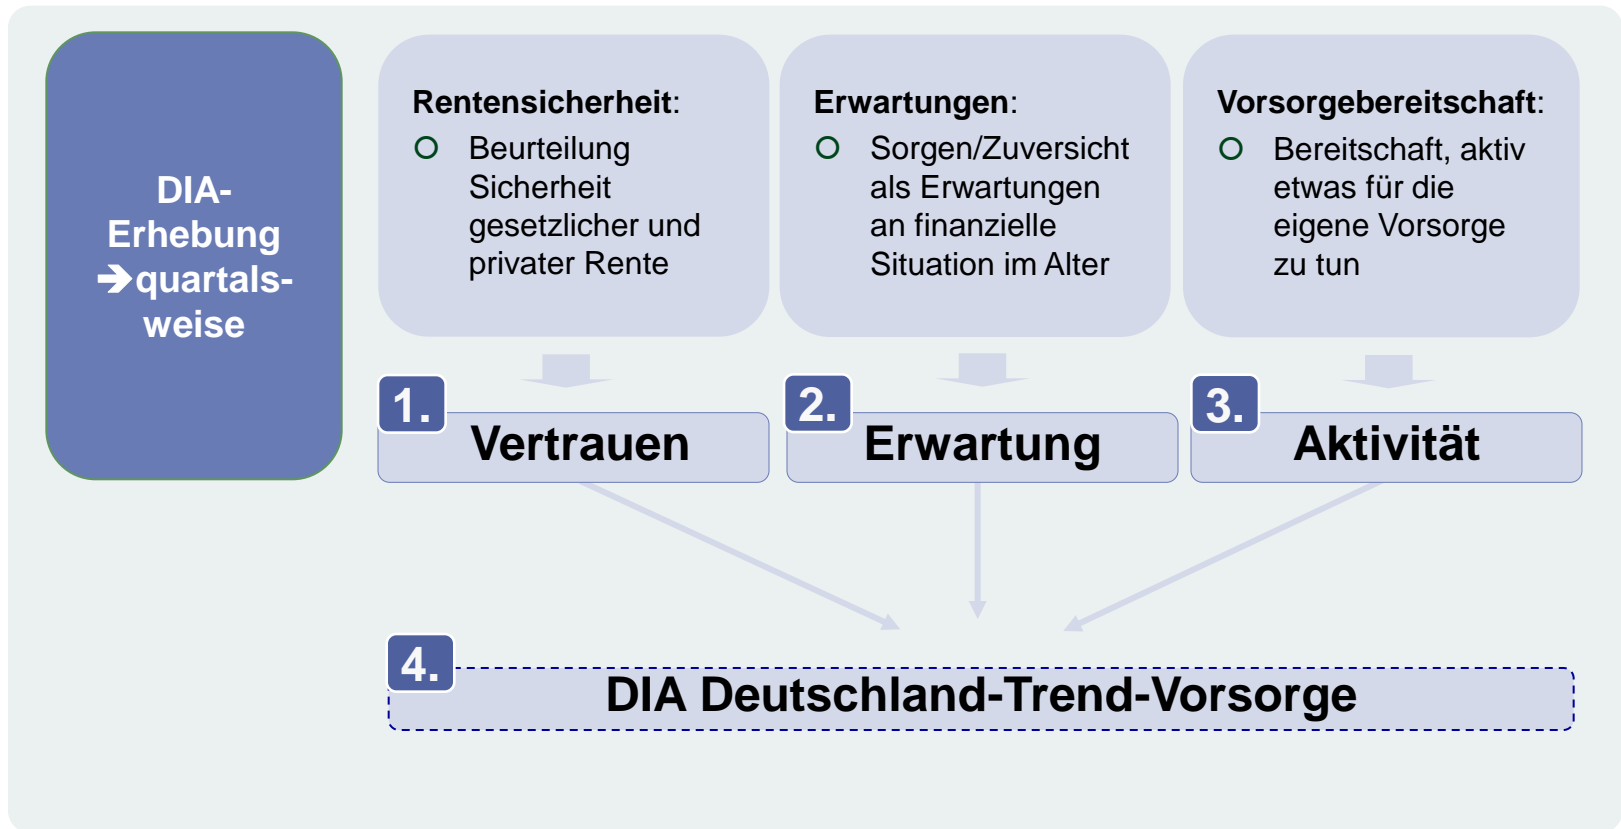 DIA-
Erhebung
➔quartals-
weise
Rentensicherheit:
Beurteilung
Sicherheit
gesetzlicher und
privater Rente
Erwartungen:
Sorgen/Zuversicht
als Erwartungen
an finanzielle
Situation im Alter
Vorsorgebereitschaft:
Bereitschaft, aktiv
etwas für die
eigene Vorsorge
zu tun
1.
Vertrauen
2.
Erwartung
3.
Aktivität
4.
DIA Deutschland-Trend-Vorsorge